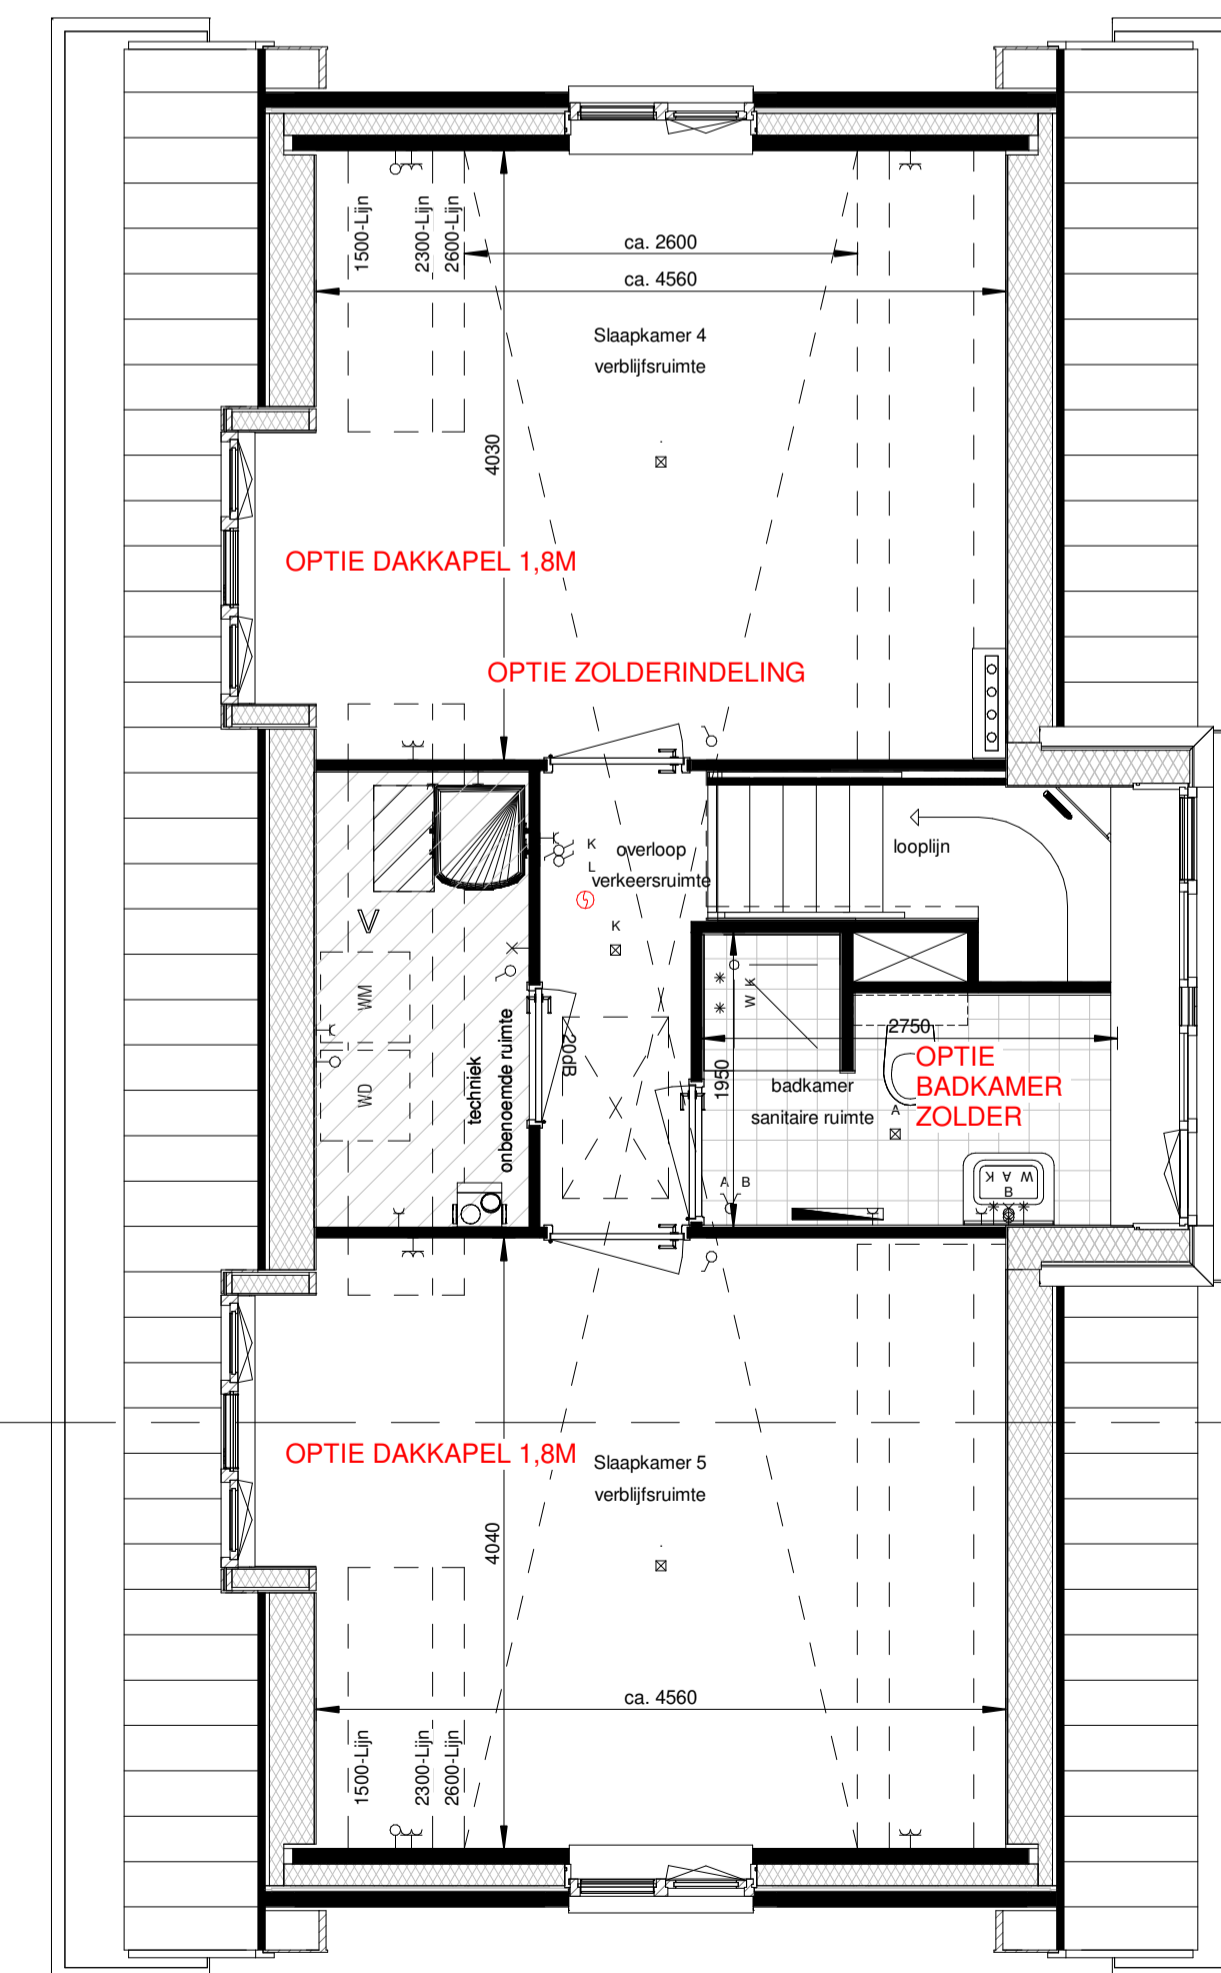 1500-Lijn
2300-Lijn
2600-Lijn
ca. 2600
ca. 4560
Slaapkamer 4
verblijfsruimte
4030
OPTIE DAKKAPEL 1,8M
OPTIE ZOLDERINDELING
K
L
overloop
verkeersruimte
looplijn
K
WM
WD
techniek
onbenoemde ruimte
20dB
W K
2750
1950
OPTIE
BADKAMER
ZOLDER
badkamer
sanitaire ruimte
A
A B
W A K
B
OPTIE DAKKAPEL 1,8M
Slaapkamer 5
verblijfsruimte
4040
ca. 4560
1500-Lijn
2300-Lijn
2600-Lijn